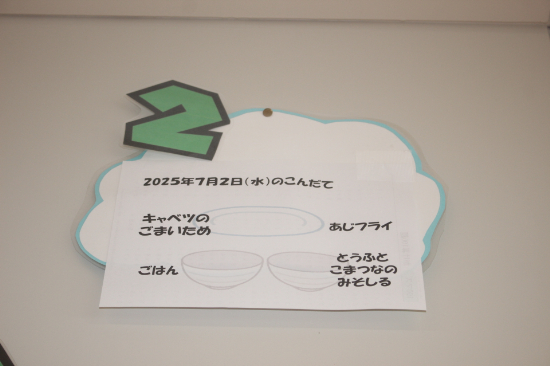 2
2025年7月2日(水)のこんだて
キャベツの
ごまいため
あじフライ
ごはん
とうふと
こまつなの
みそしる